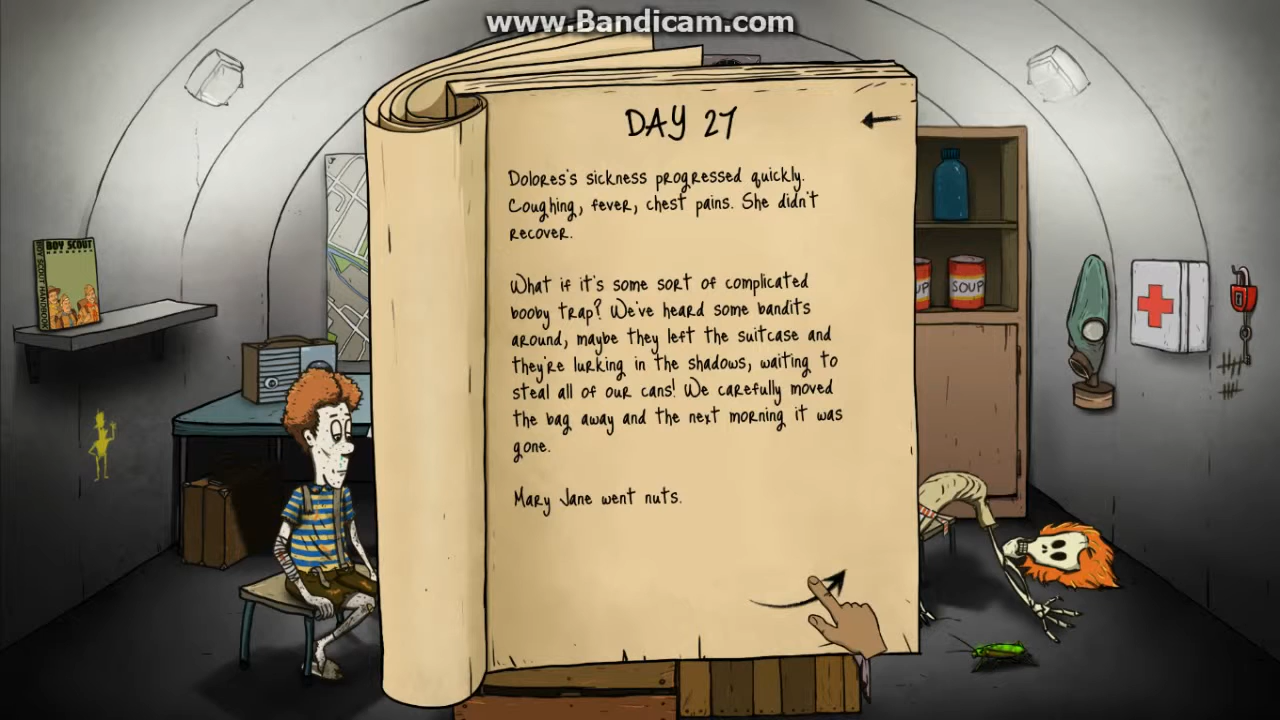 www.Bandicam.com
DAY 27
Dolores's sickness progressed quickly.
Coughing, fever, chest pains. She didn't
recover.
What if it's some sort of complicated
booby trap? We've heard some bandits
around, maybe they left the suitcase and
they're lurking in the shadows, waiting to
steal all of our cans! We carefully moved
the bag away and the next morning it was
gone.
Mary Jane went nuts.
BOY SCOUT
BOY SCOUT HANDBOOK
UP
SOUP